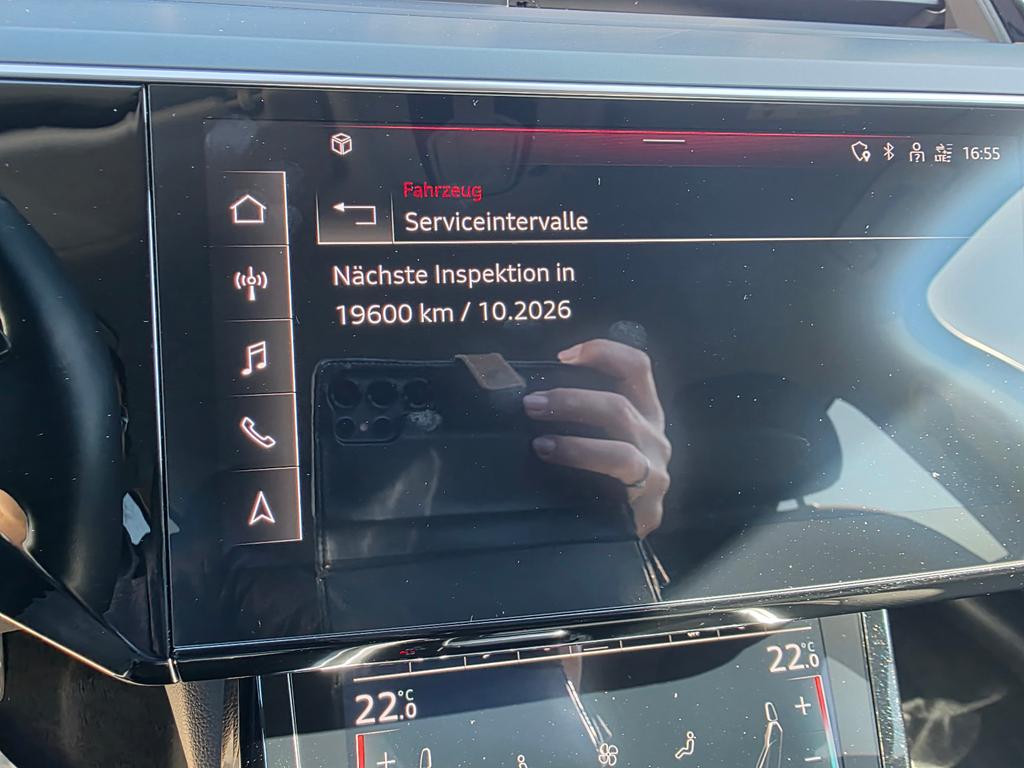 16:55
Fahrzeug
Serviceintervalle
Nächste Inspektion in
19600 km / 10.2026
22.0 °C
22.0 °C